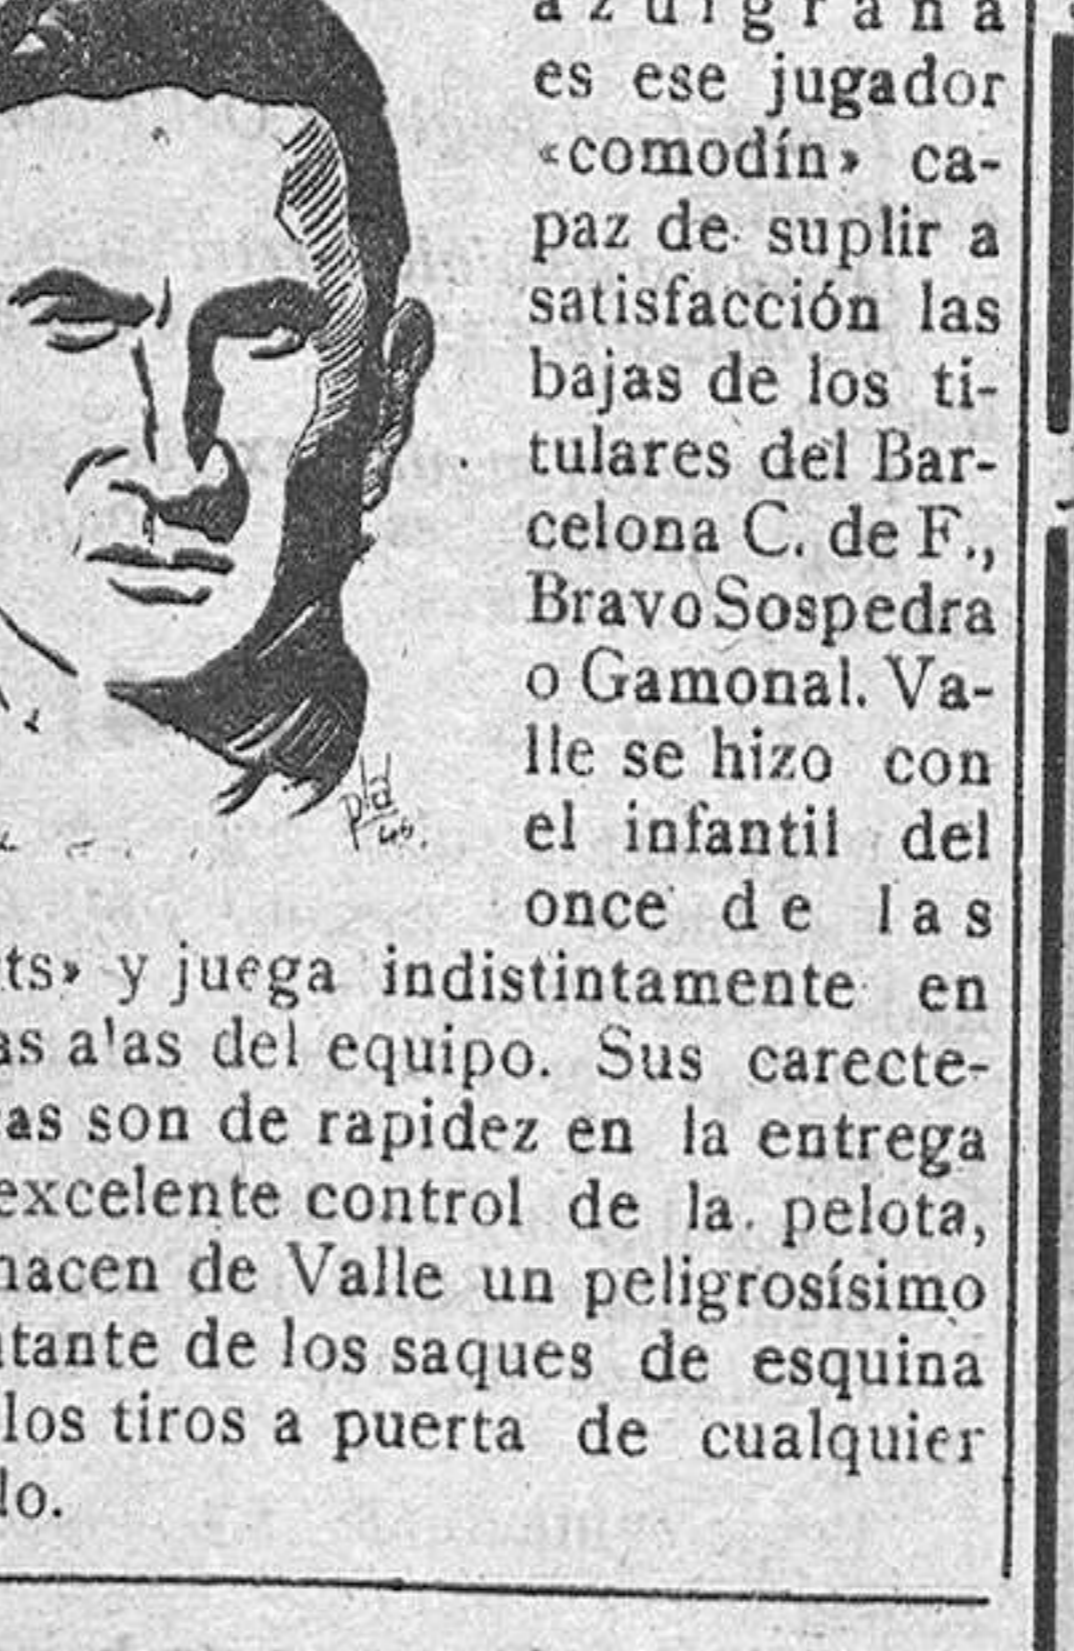 azulgrana
es ese jugador
«comodín» ca-
paz de suplir a
satisfacción las
bajas de los ti-
tulares del Bar-
celona C. de F.,
Bravo Sospedra
o Gamonal. Va-
lle se hizo con
el infantil del
once de las
ts» y juega indistintamente en
as a'as del equipo. Sus carecte-
as son de rapidez en la entrega
excelente control de la pelota,
hacen de Valle un peligrosísimo
tante de los saques de esquina
los tiros a puerta de cualquier
lo.